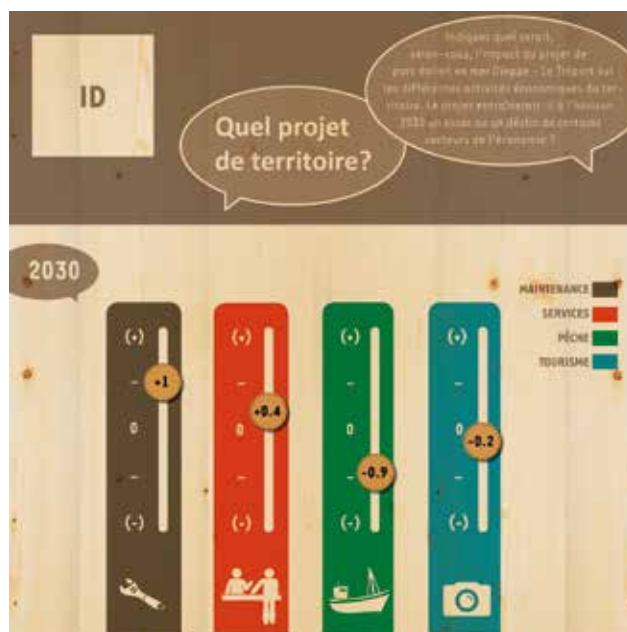 ID
Quel projet
de territoire?
Indiquez quel serait,
selon-vous, l'impact du projet de
parc éolien en mer Dieppe - Le Tréport sur
les différentes activités économiques du ter-
ritoire. Le projet entraînerait-il à l'horizon
2030 un essor ou un déclin de certains
secteurs de l'économie ?
2030
MAINTENANCE
SERVICES
PÊCHE
TOURISME
(+) (+) (+) (+)
– – – –
+1
+0.4
0 0 0 0
-0.2
-0.9
– – – –
(-) (-) (-) (-)